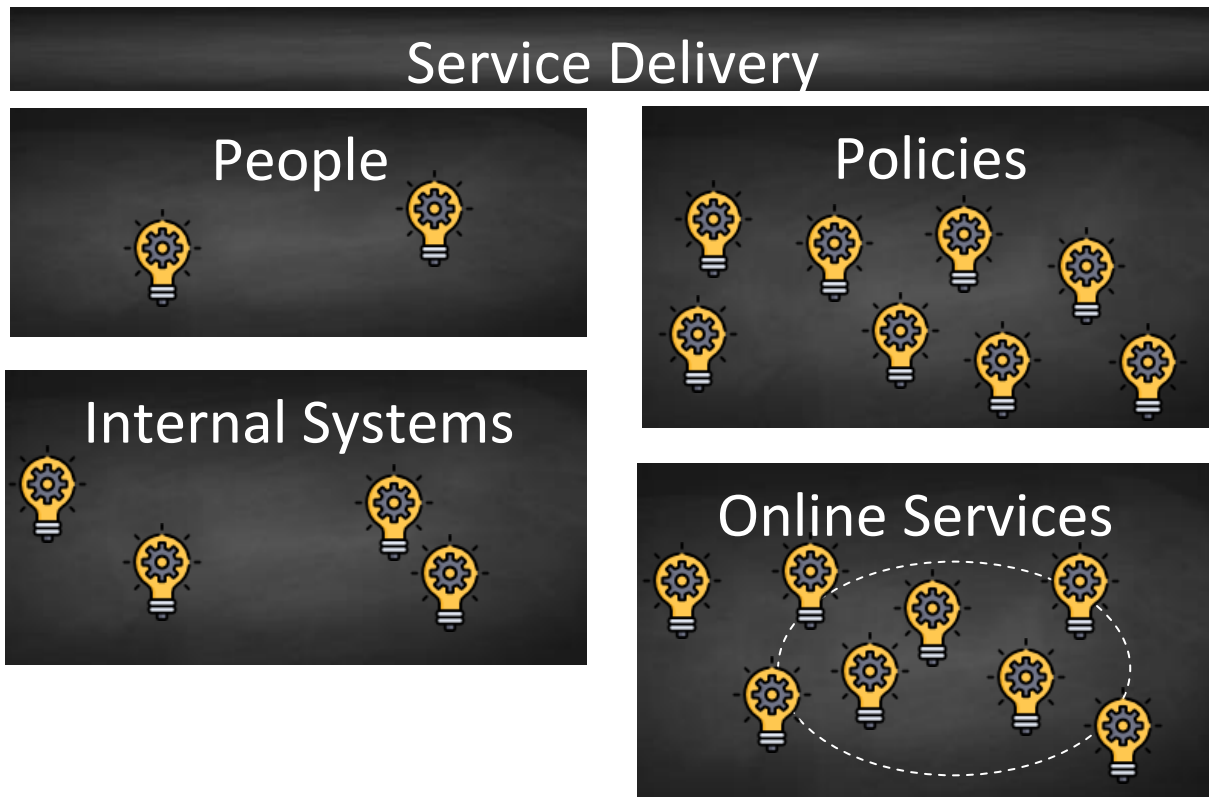 Service Delivery
People
Policies
Internal Systems
Online Services